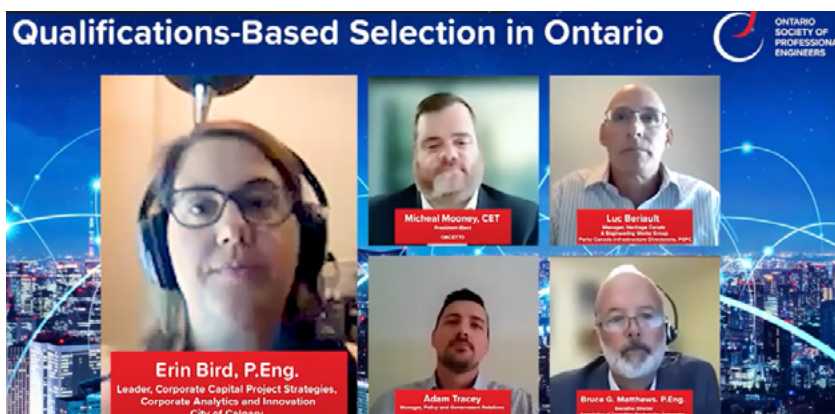 Qualifications-Based Selection in Ontario
ONTARIO
SOCIETY OF
PROFESSIONA
ENGINEERS
Micheal Mooney, CET
President-Elect
OACETT
Luc Beriault
Manager, Heritage Canals
& Engineering Works Group
Parks Canada Infrastructure Directorate, PSPC
Erin Bird, P.Eng.
Leader, Corporate Capital Project Strategies,
Corporate Analytics and Innovation
City of Calgary
Adam Tracey
Manager, Policy and Government Relations
Bruce G. Matthews, P.Eng.
Executive Director